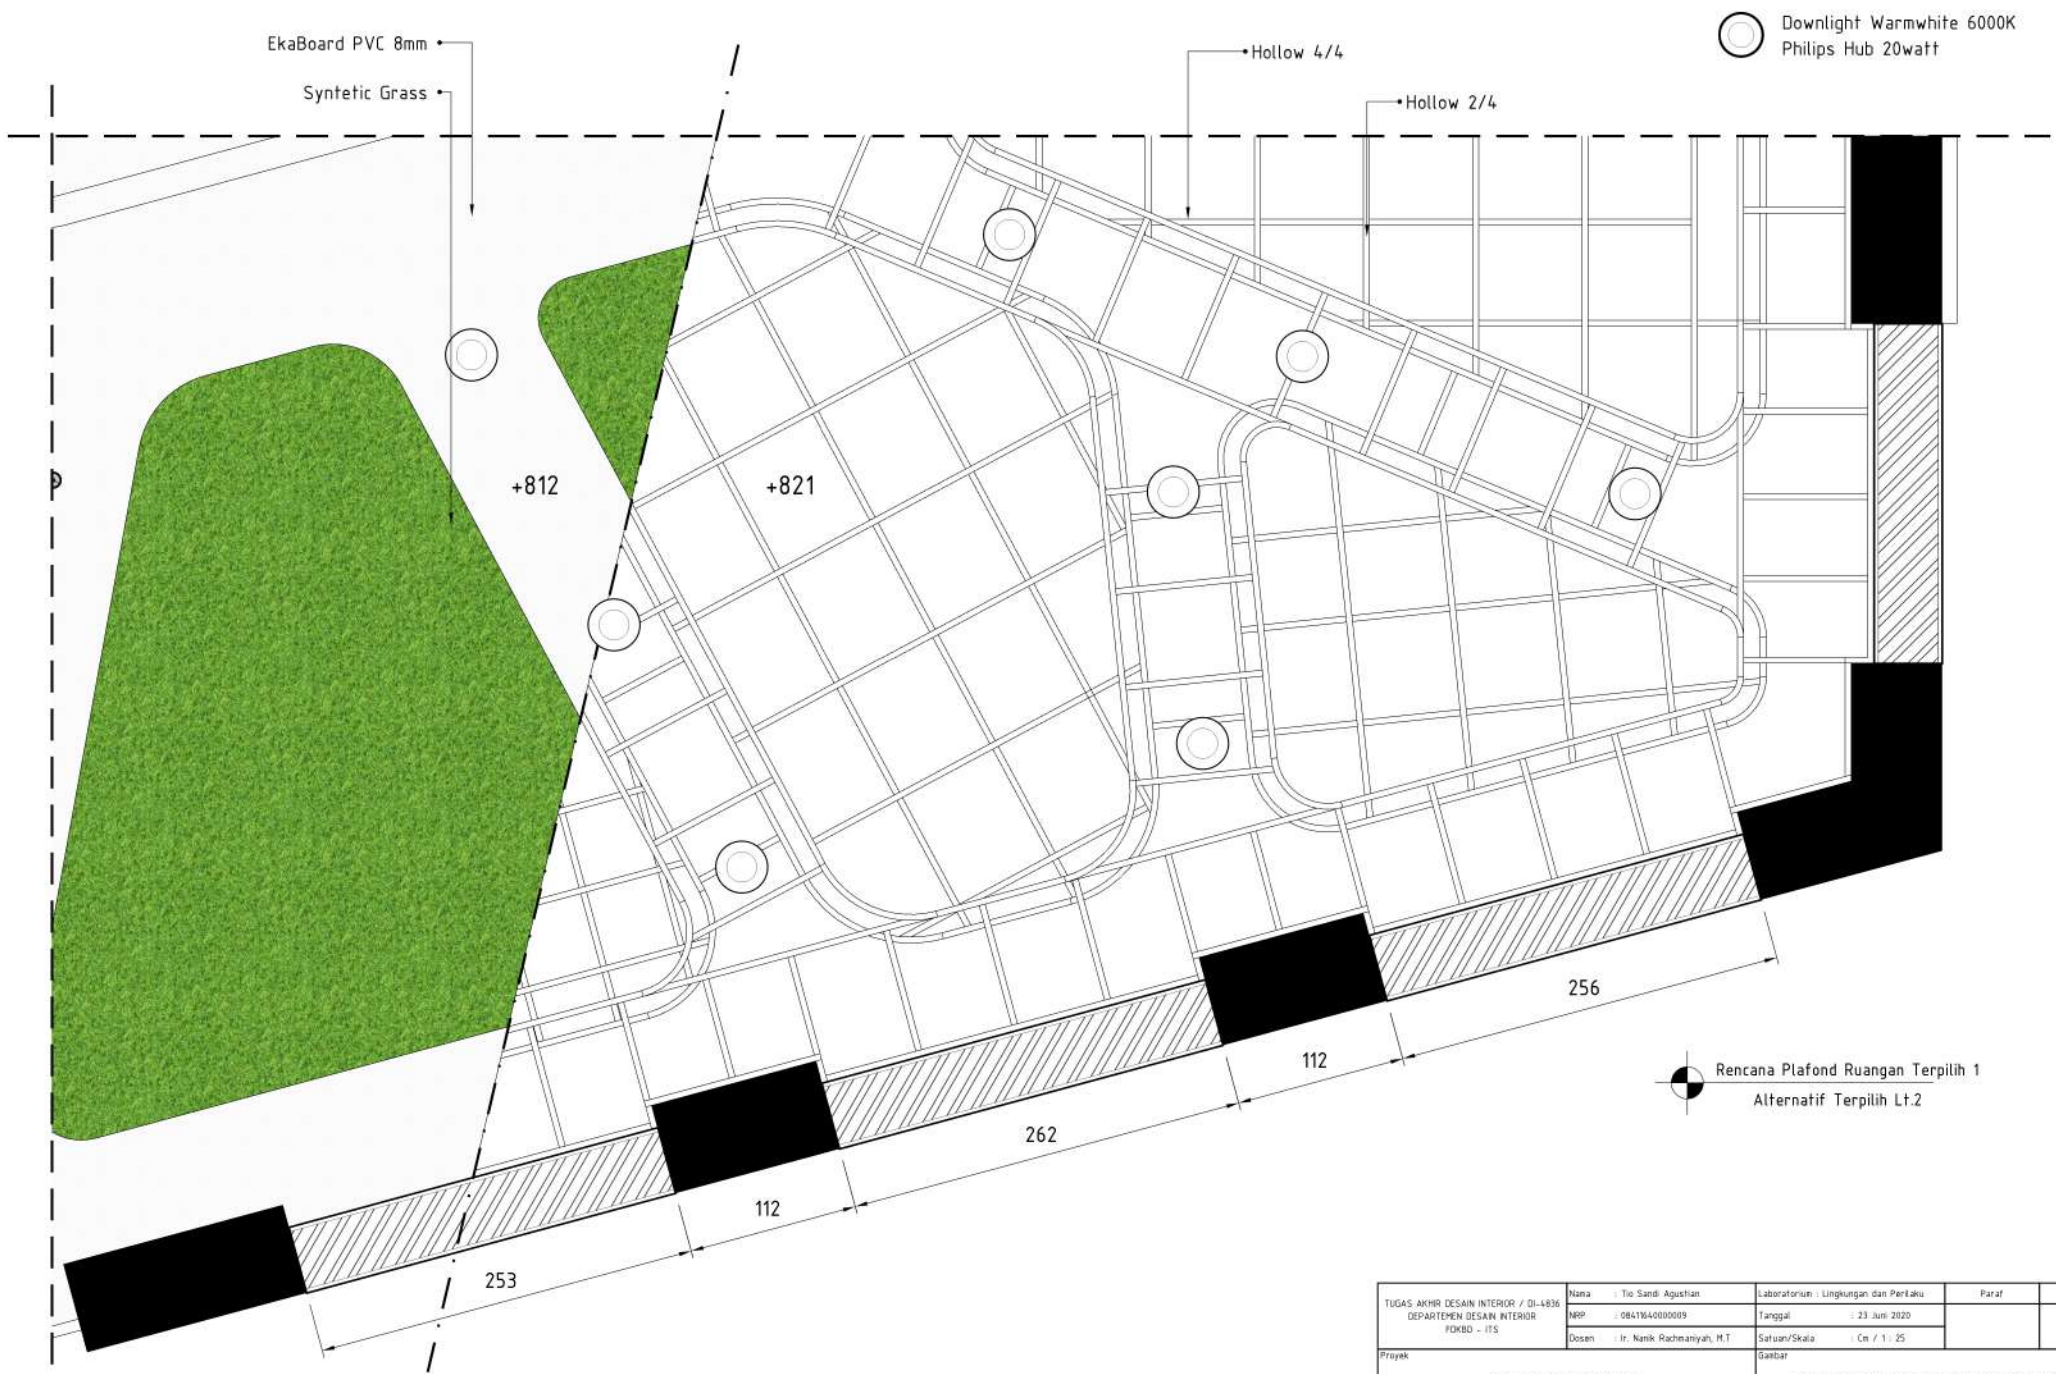 EkaBoard PVC 8mm
Syntetic Grass
Hollow 4/4
Hollow 2/4
Downlight Warmwhite 6000K
Philips Hub 20watt
+812
+821
256
112
262
112
253
Rencana Plafond Ruangan Terpilih 1
Alternatif Terpilih Lt.2
TUGAS AKHIR DESAIN INTERIOR / DI-4836
DEPARTEMEN DESAIN INTERIOR
FDKBD - ITS
Nama : Tio Sandi Agustian
NRP : 08411640000009
Dosen : Ir. Nanik Rachmaniyah, M.T
Laboratorium : Lingkungan dan Perilaku
Tanggal : 23 Juni 2020
Satuan/Skala : Cm / 1 : 25
Paraf
Proyek
Gambar